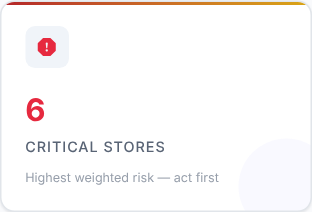 6
CRITICAL STORES
Highest weighted risk — act first